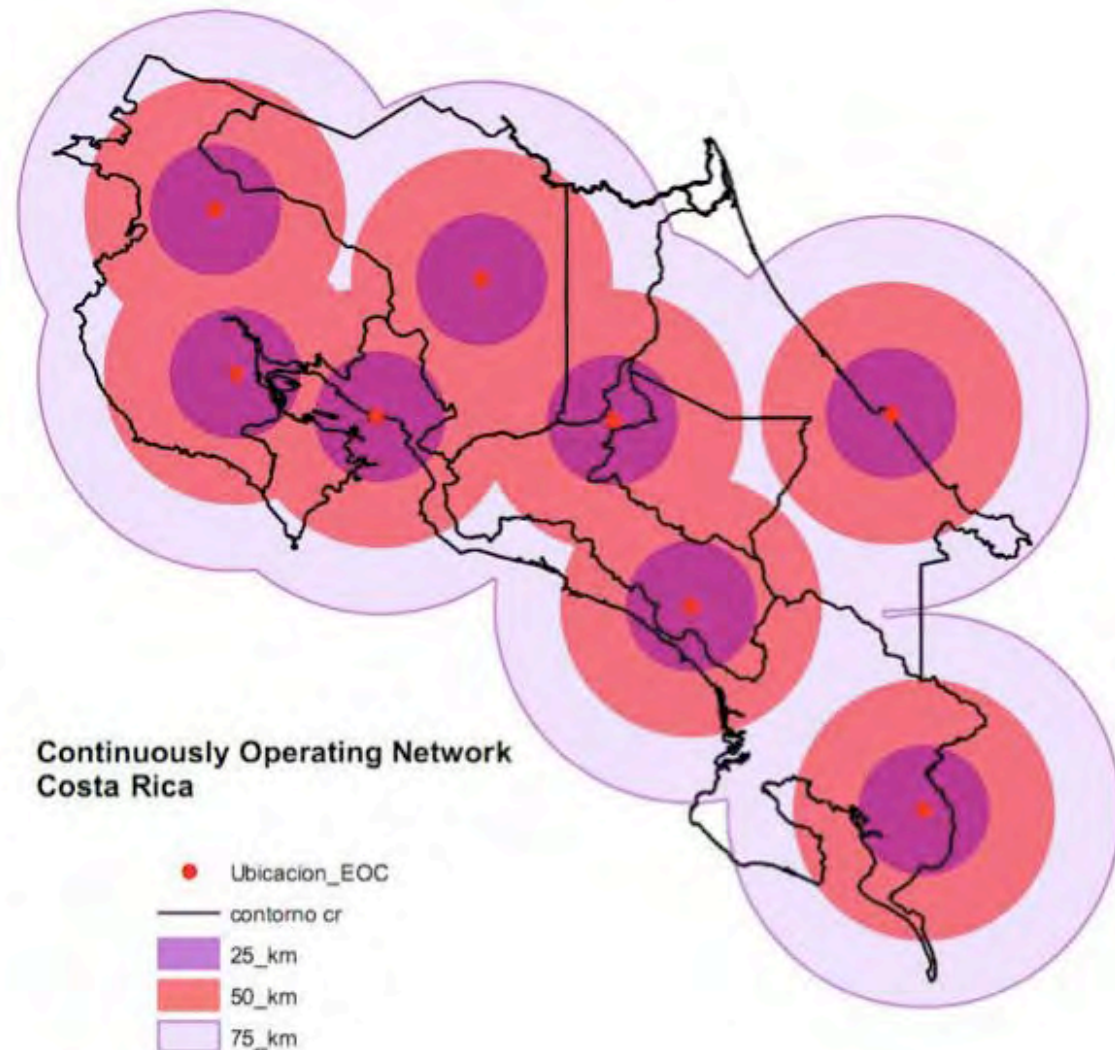 Continuously Operating Network
Costa Rica
Ubicacion_EOC
contorno cr
25_km
50_km
75_km